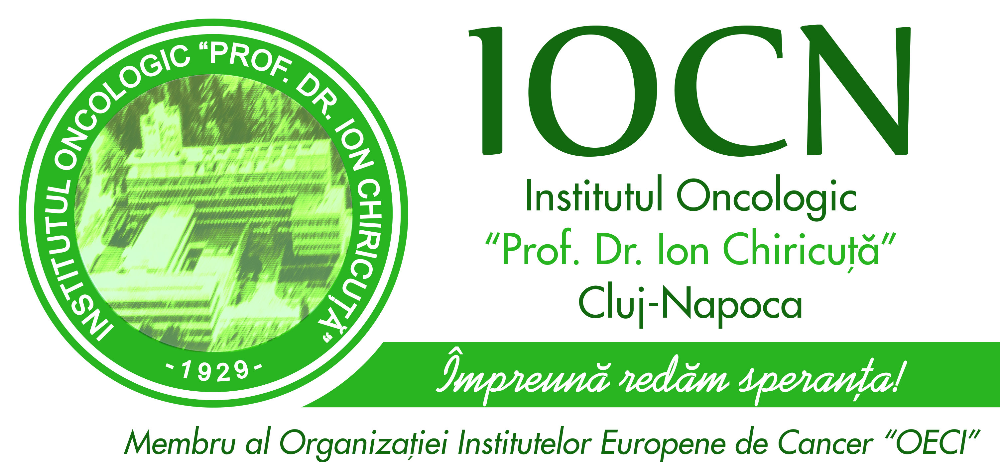 INSTITUTUL ONCOLOGIC “PROF. DR. ION CHIRICUȚĂ”
-1929-
IOCN
Institutul Oncologic
“Prof. Dr. Ion Chiricuță”
Cluj-Napoca
Împreună redăm speranța!
Membru al Organizației Institutelor Europene de Cancer “OECI”